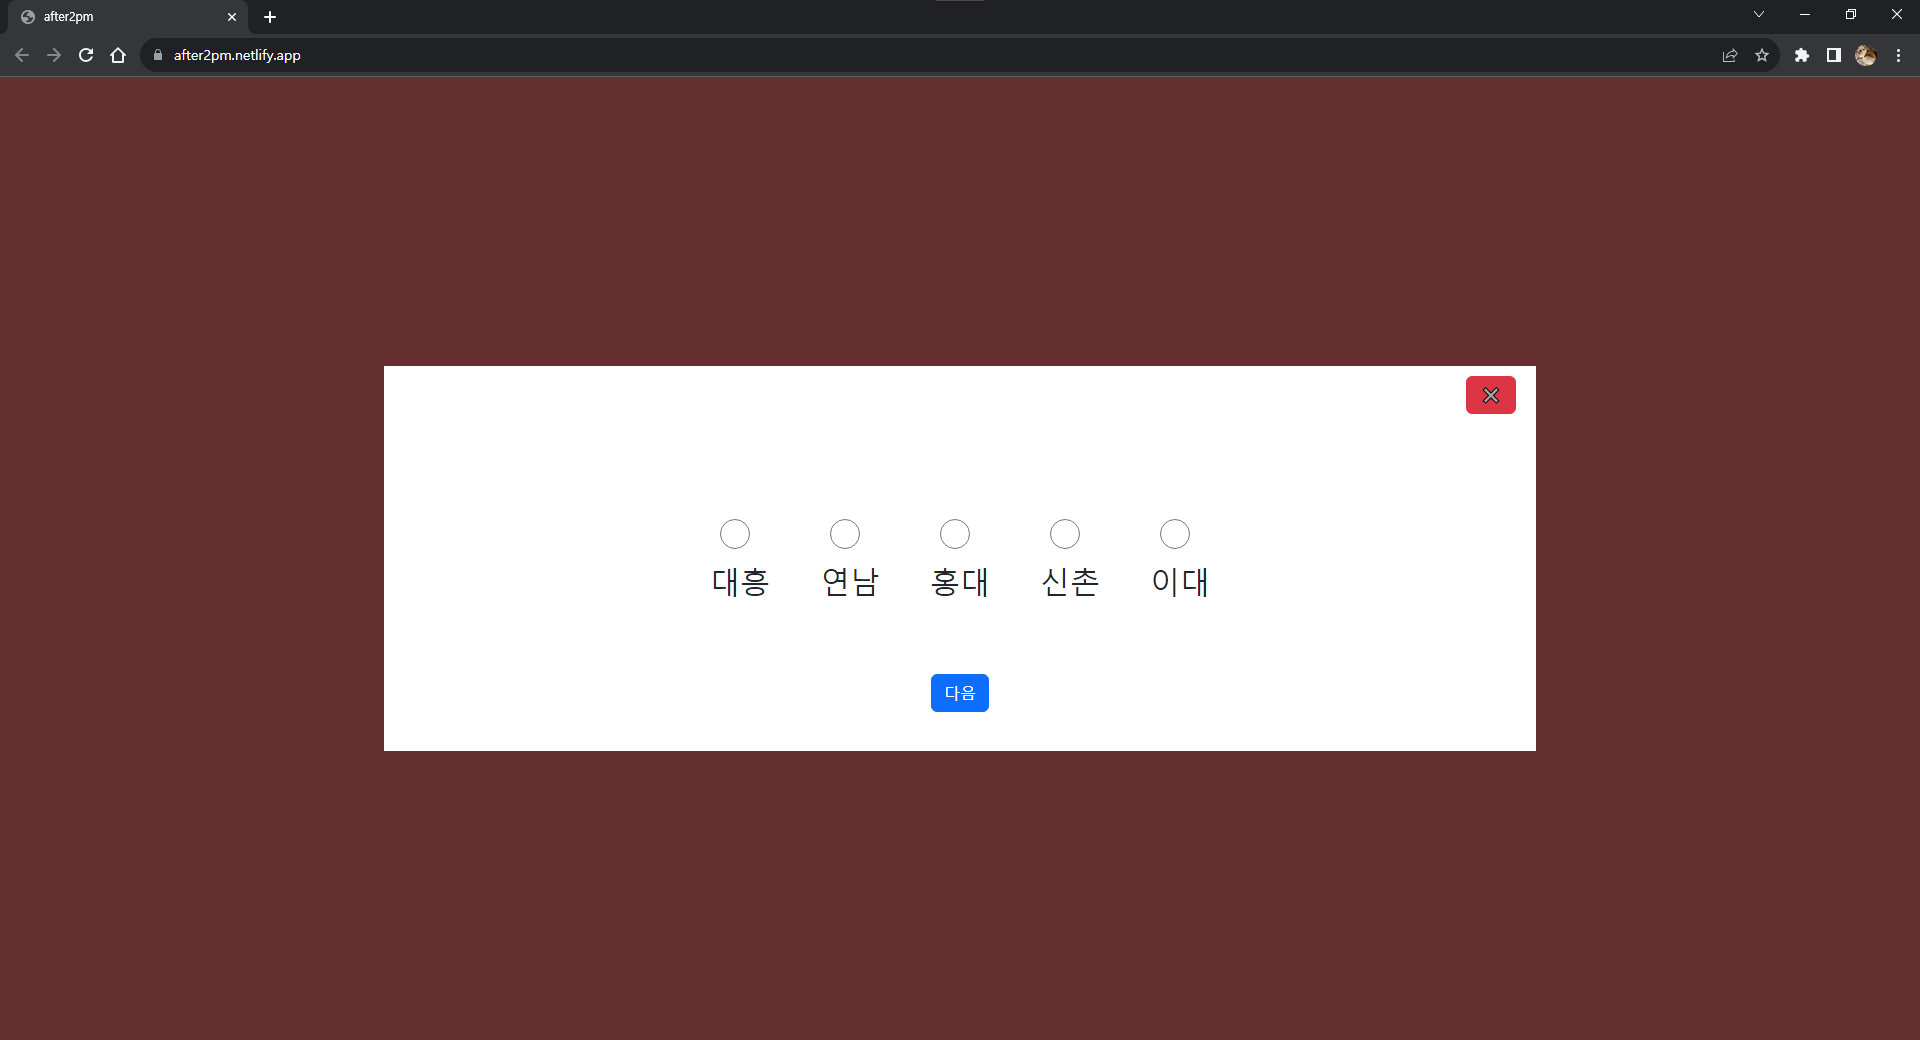 after2pm
after2pm.netlify.app
대흥 연남 홍대 신촌 이대
다음